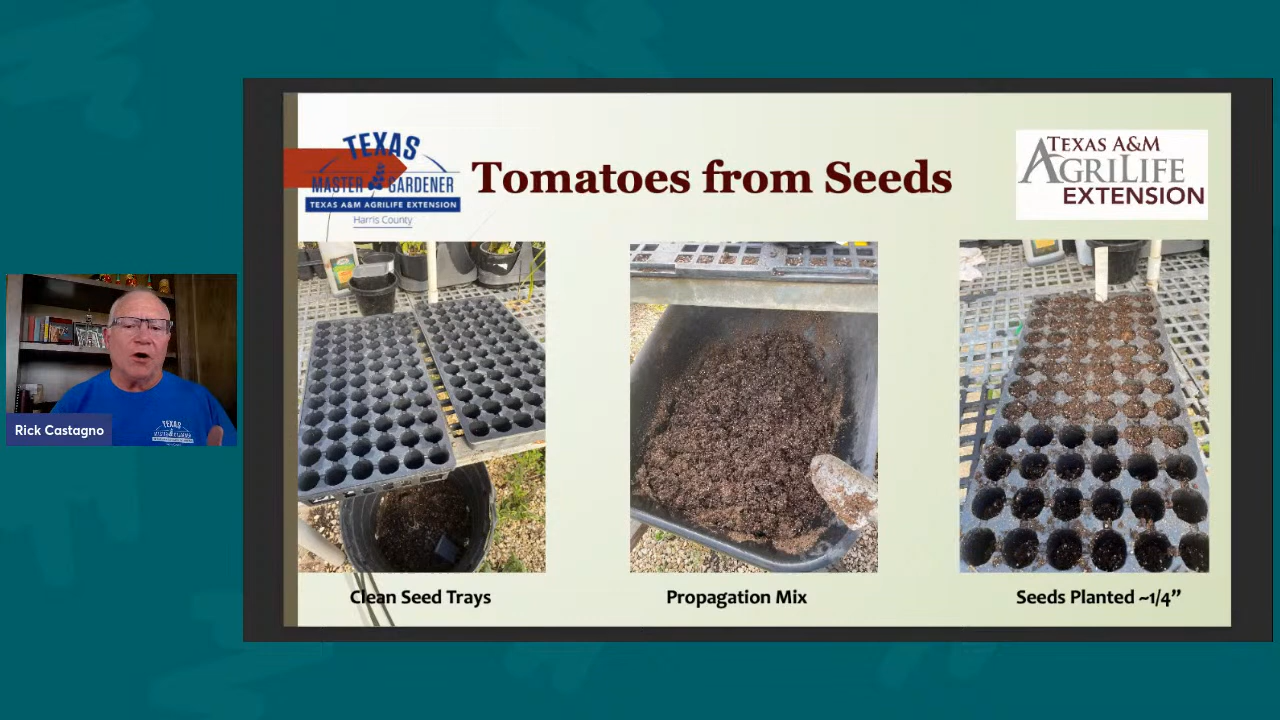 TEXAS
MASTER GARDENER
TEXAS A&M AGRILIFE EXTENSION
Harris County
Tomatoes from Seeds
TEXAS A&M
AGRILIFE
EXTENSION
Rick Castagno
Clean Seed Trays
Propagation Mix
Seeds Planted ~1/4”